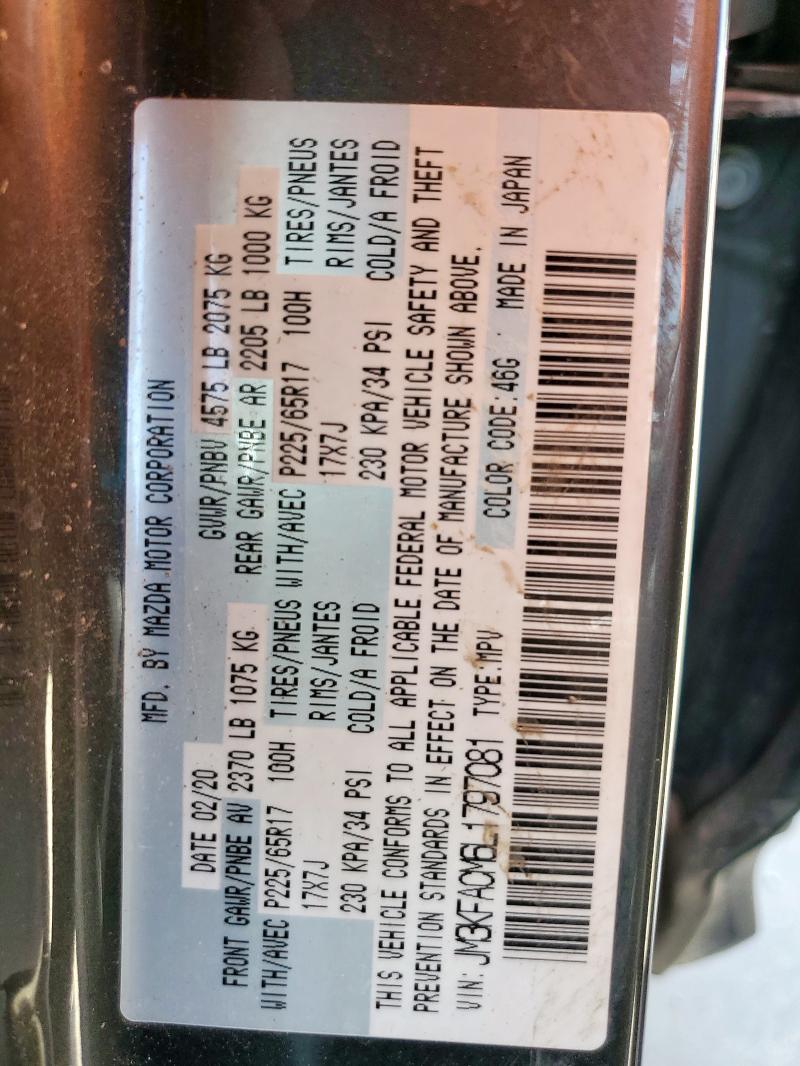 MFD. BY MAZDA MOTOR CORPORATION
DATE 02/20 GVWR/PNBV 4575 LB 2075 KG
FRONT GAWR/PNBE AV 2370 LB 1075 KG REAR GAWR/PNBE AR 2205 LB 1000 KG
WITH/AVEC P225/65R17 100H TIRES/PNEUS WITH/AVEC P225/65R17 100H TIRES/PNEUS
17X7J RIMS/JANTES 17X7J RIMS/JANTES
230 KPA/34 PSI COLD/A FROID 230 KPA/34 PSI COLD/A FROID
THIS VEHICLE CONFORMS TO ALL APPLICABLE FEDERAL MOTOR VEHICLE SAFETY AND THEFT
PREVENTION STANDARDS IN EFFECT ON THE DATE OF MANUFACTURE SHOWN ABOVE.
VIN: JM3KFACM6L1797081 TYPE:MPV COLOR CODE:46G MADE IN JAPAN